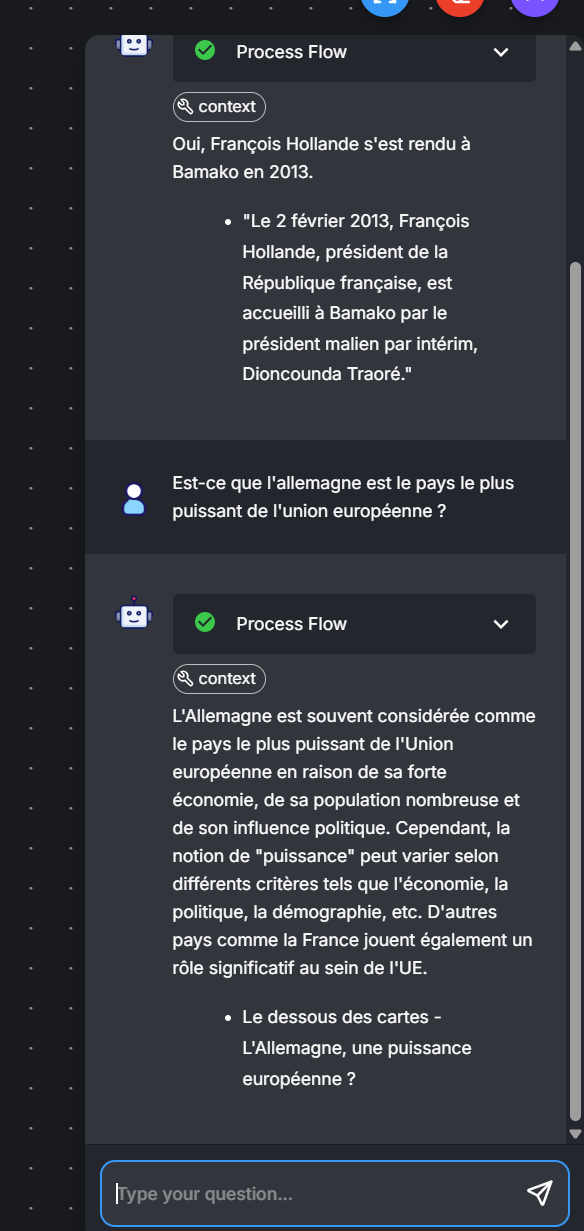 Process Flow
context
Oui, François Hollande s'est rendu à
Bamako en 2013.
• "Le 2 février 2013, François
Hollande, président de la
République française, est
accueilli à Bamako par le
président malien par intérim,
Dioncounda Traoré."
Est-ce que l'allemagne est le pays le plus
puissant de l'union européenne ?
Process Flow
context
L'Allemagne est souvent considérée comme
le pays le plus puissant de l'Union
européenne en raison de sa forte
économie, de sa population nombreuse et
de son influence politique. Cependant, la
notion de "puissance" peut varier selon
différents critères tels que l'économie, la
politique, la démographie, etc. D'autres
pays comme la France jouent également un
rôle significatif au sein de l'UE.
• Le dessous des cartes -
L'Allemagne, une puissance
européenne ?
Type your question...